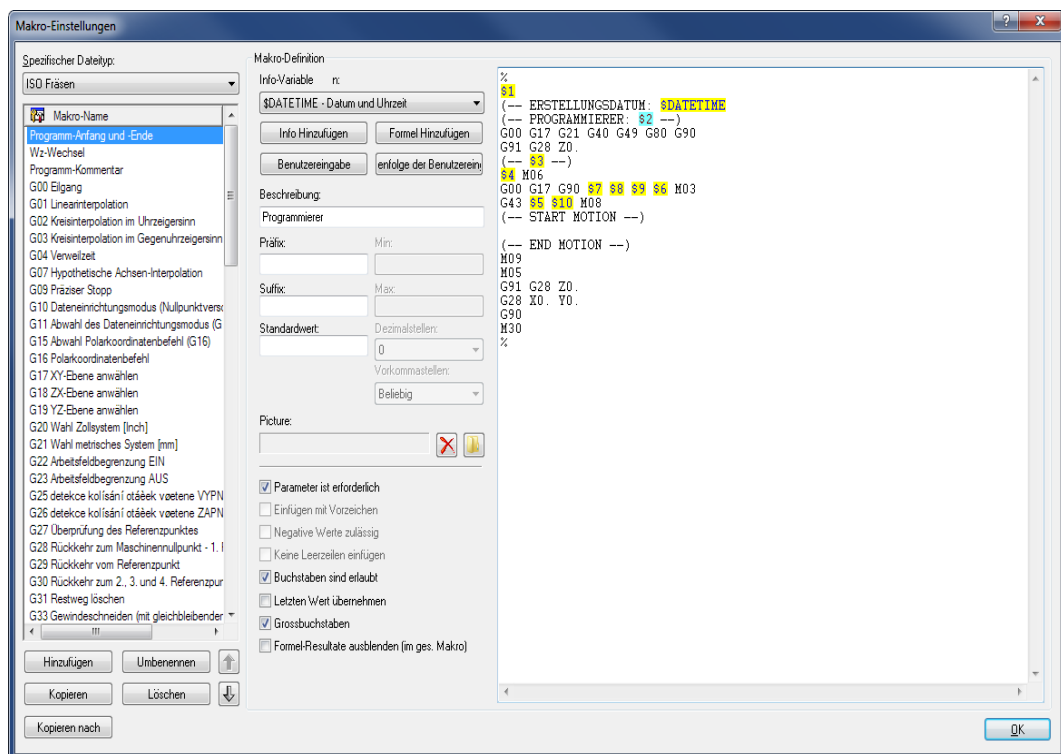 Makro-Einstellungen
Spezifischer Dateityp:
ISO Fräsen
Makro-Name
Programm-Anfang und -Ende
Wz-Wechsel
Programm-Kommentar
G00 Eilgang
G01 Linearinterpolation
G02 Kreisinterpolation im Uhrzeigersinn
G03 Kreisinterpolation im Gegenuhrzeigersinn
G04 Verweilzeit
G07 Hypothetische Achsen-Interpolation
G09 Präziser Stopp
G10 Dateneinrichtungsmodus (Nullpunktversc
G11 Abwahl des Dateneinrichtungsmodus (G
G15 Abwahl Polarkoordinatenbefehl (G16)
G16 Polarkoordinatenbefehl
G17 XY-Ebene anwählen
G18 ZX-Ebene anwählen
G19 YZ-Ebene anwählen
G20 Wahl Zollsystem [Inch]
G21 Wahl metrisches System [mm]
G22 Arbeitsfeldbegrenzung EIN
G23 Arbeitsfeldbegrenzung AUS
G25 detekce kolísání otáèek vøetene VYPN
G26 detekce kolísání otáèek vøetene ZAPN
G27 Überprüfung des Referenzpunktes
G28 Rückkehr zum Maschinennullpunkt - 1. I
G29 Rückkehr vom Referenzpunkt
G30 Rückkehr zum 2., 3. und 4. Referenzpur
G31 Restweg löschen
G33 Gewindeschneiden (mit gleichbleibender
Hinzufügen
Umbenennen
Kopieren
Löschen
Kopieren nach
Makro-Definition
Info-Variable n:
$DATETIME - Datum und Uhrzeit
Info Hinzufügen
Formel Hinzufügen
Benutzereingabe
enfolge der Benutzerein
Beschreibung:
Programmierer
Präfix:
Min:
Suffix:
Max:
Standardwert:
Dezimalstellen:
0
Vorkommastellen:
Beliebig
Picture:
Parameter ist erforderlich
Einfügen mit Vorzeichen
Negative Werte zulässig
Keine Leerzeilen einfügen
Buchstaben sind erlaubt
Letzten Wert übernehmen
Grossbuchstaben
Formel-Resultate ausblenden (im ges. Makro)
%
$1
(-- ERSTELLUNGSDATUM: $DATETIME
(-- PROGRAMMIERER: $2 --)
G00 G17 G21 G40 G49 G80 G90
G91 G28 Z0.
(-- $3 --)
$4 M06
G00 G17 G90 $7 $8 $9 $6 M03
G43 $5 $10 M08
(-- START MOTION --)
(-- END MOTION --)
M09
M05
G91 G28 Z0.
G28 X0. Y0.
G90
M30
%
OK